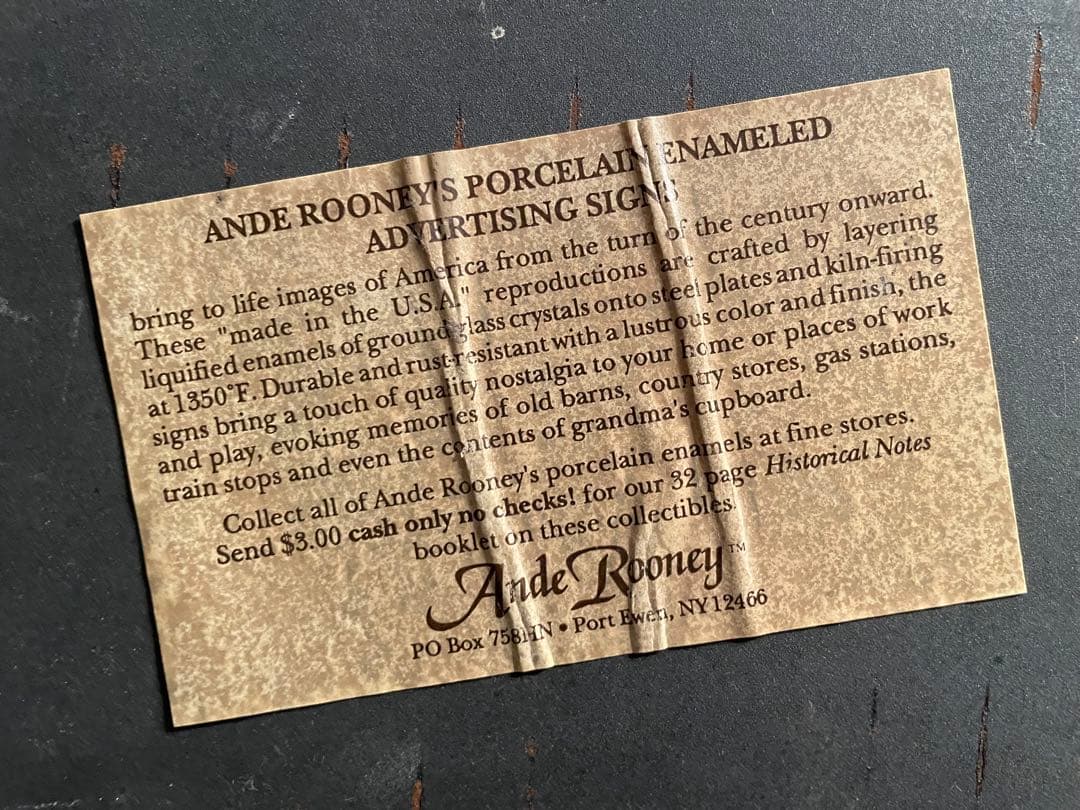 ANDE ROONEY'S PORCELAIN ENAMELED
ADVERTISING SIGNS
bring to life images of America from the turn of the century onward.
These "made in the U.S.A." reproductions are crafted by layering
liquified enamels of ground glass crystals onto steel plates and kiln-firing
at 1350°F. Durable and rust-resistant with a lustrous color and finish, the
signs bring a touch of quality nostalgia to your home or places of work
and play, evoking memories of old barns, country stores, gas stations,
train stops and even the contents of grandma's cupboard.
Collect all of Ande Rooney's porcelain enamels at fine stores.
Send $3.00 cash only no checks! for our 32 page Historical Notes
booklet on these collectibles.
Ande Rooney™
PO Box 758HN • Port Ewen, NY 12466